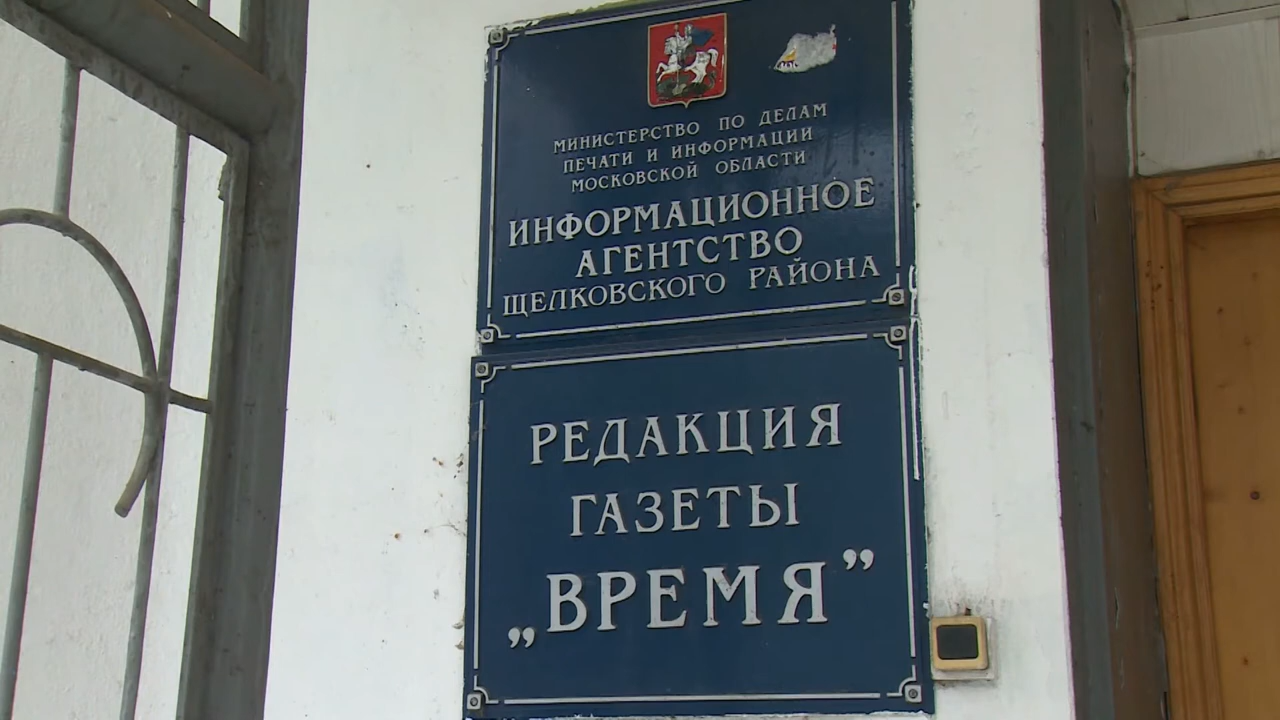 МИНИСТЕРСТВО ПО ДЕЛАМ
ПЕЧАТИ И ИНФОРМАЦИИ
МОСКОВСКОЙ ОБЛАСТИ
ИНФОРМАЦИОННОЕ
АГЕНТСТВО
ЩЕЛКОВСКОГО РАЙОНА
РЕДАКЦИЯ
ГАЗЕТЫ
„ВРЕМЯ”